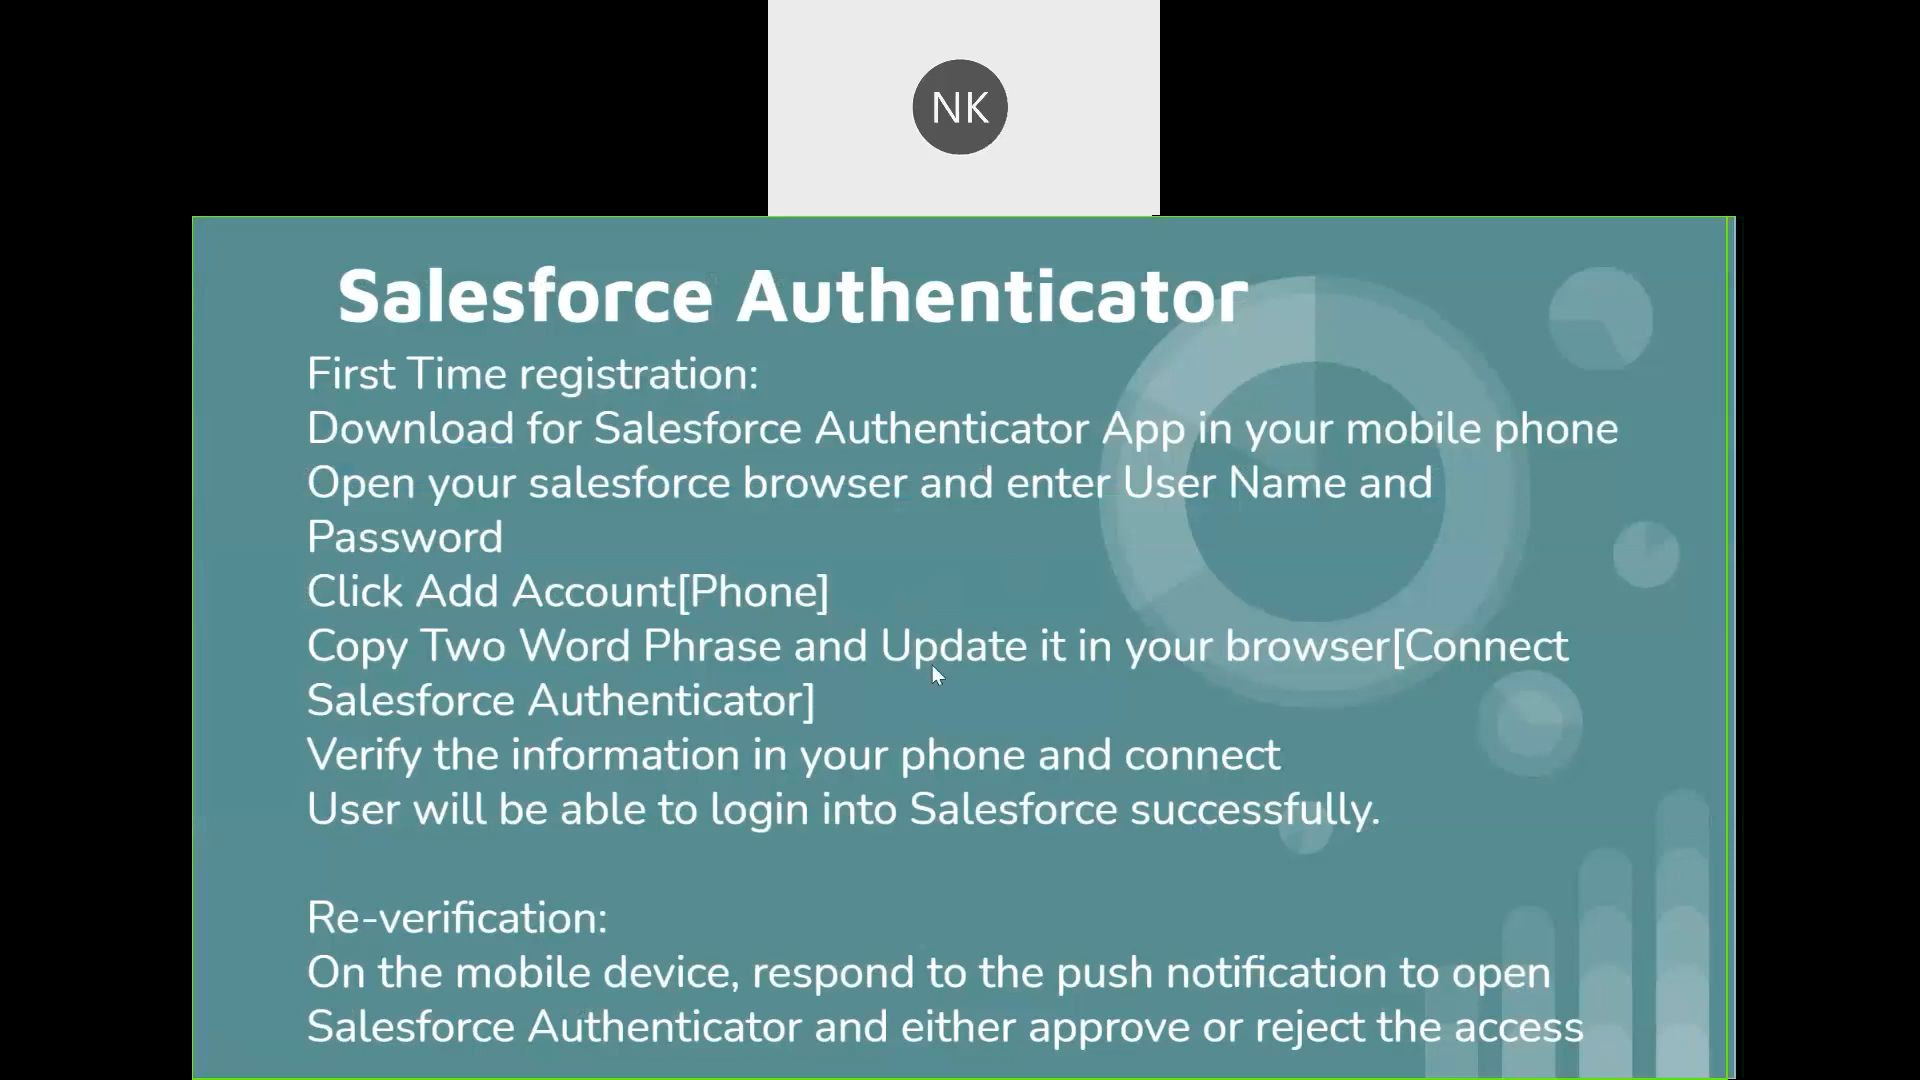 NK
Salesforce Authenticator
First Time registration:
Download for Salesforce Authenticator App in your mobile phone
Open your salesforce browser and enter User Name and
Password
Click Add Account[Phone]
Copy Two Word Phrase and Update it in your browser[Connect
Salesforce Authenticator]
Verify the information in your phone and connect
User will be able to login into Salesforce successfully.
Re-verification:
On the mobile device, respond to the push notification to open
Salesforce Authenticator and either approve or reject the access